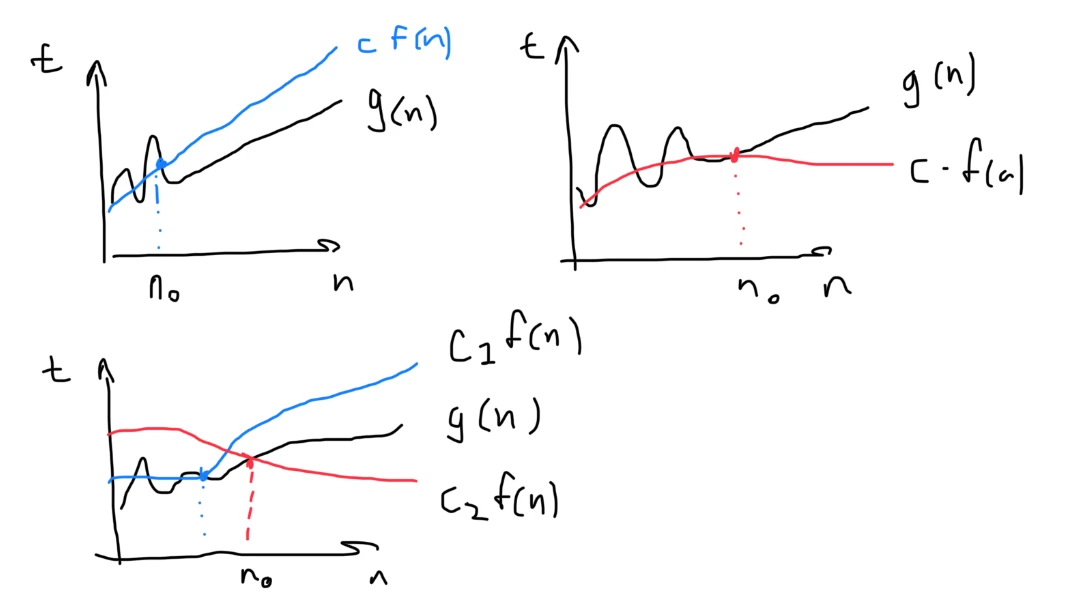 t
c f(n)
g(n)
n₀
n
t
g(n)
c · f(n)
n₀
n
t
c₁ f(n)
g(n)
c₂ f(n)
n₀
n